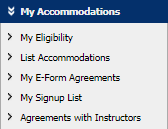 My Accommodations
My Eligibility
List Accommodations
My E-Form Agreements
My Signup List
Agreements with Instructors